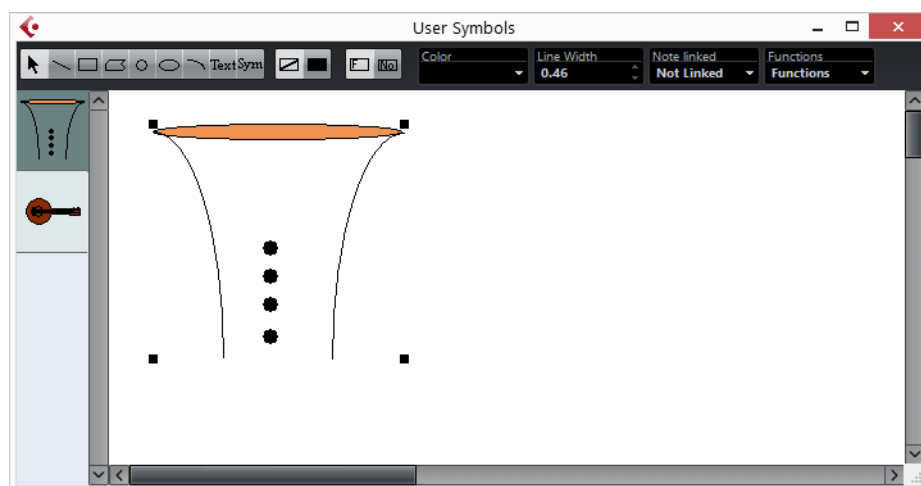 User Symbols
Text Sym F No
Color Line Width Note linked Functions
0.46 Not Linked Functions